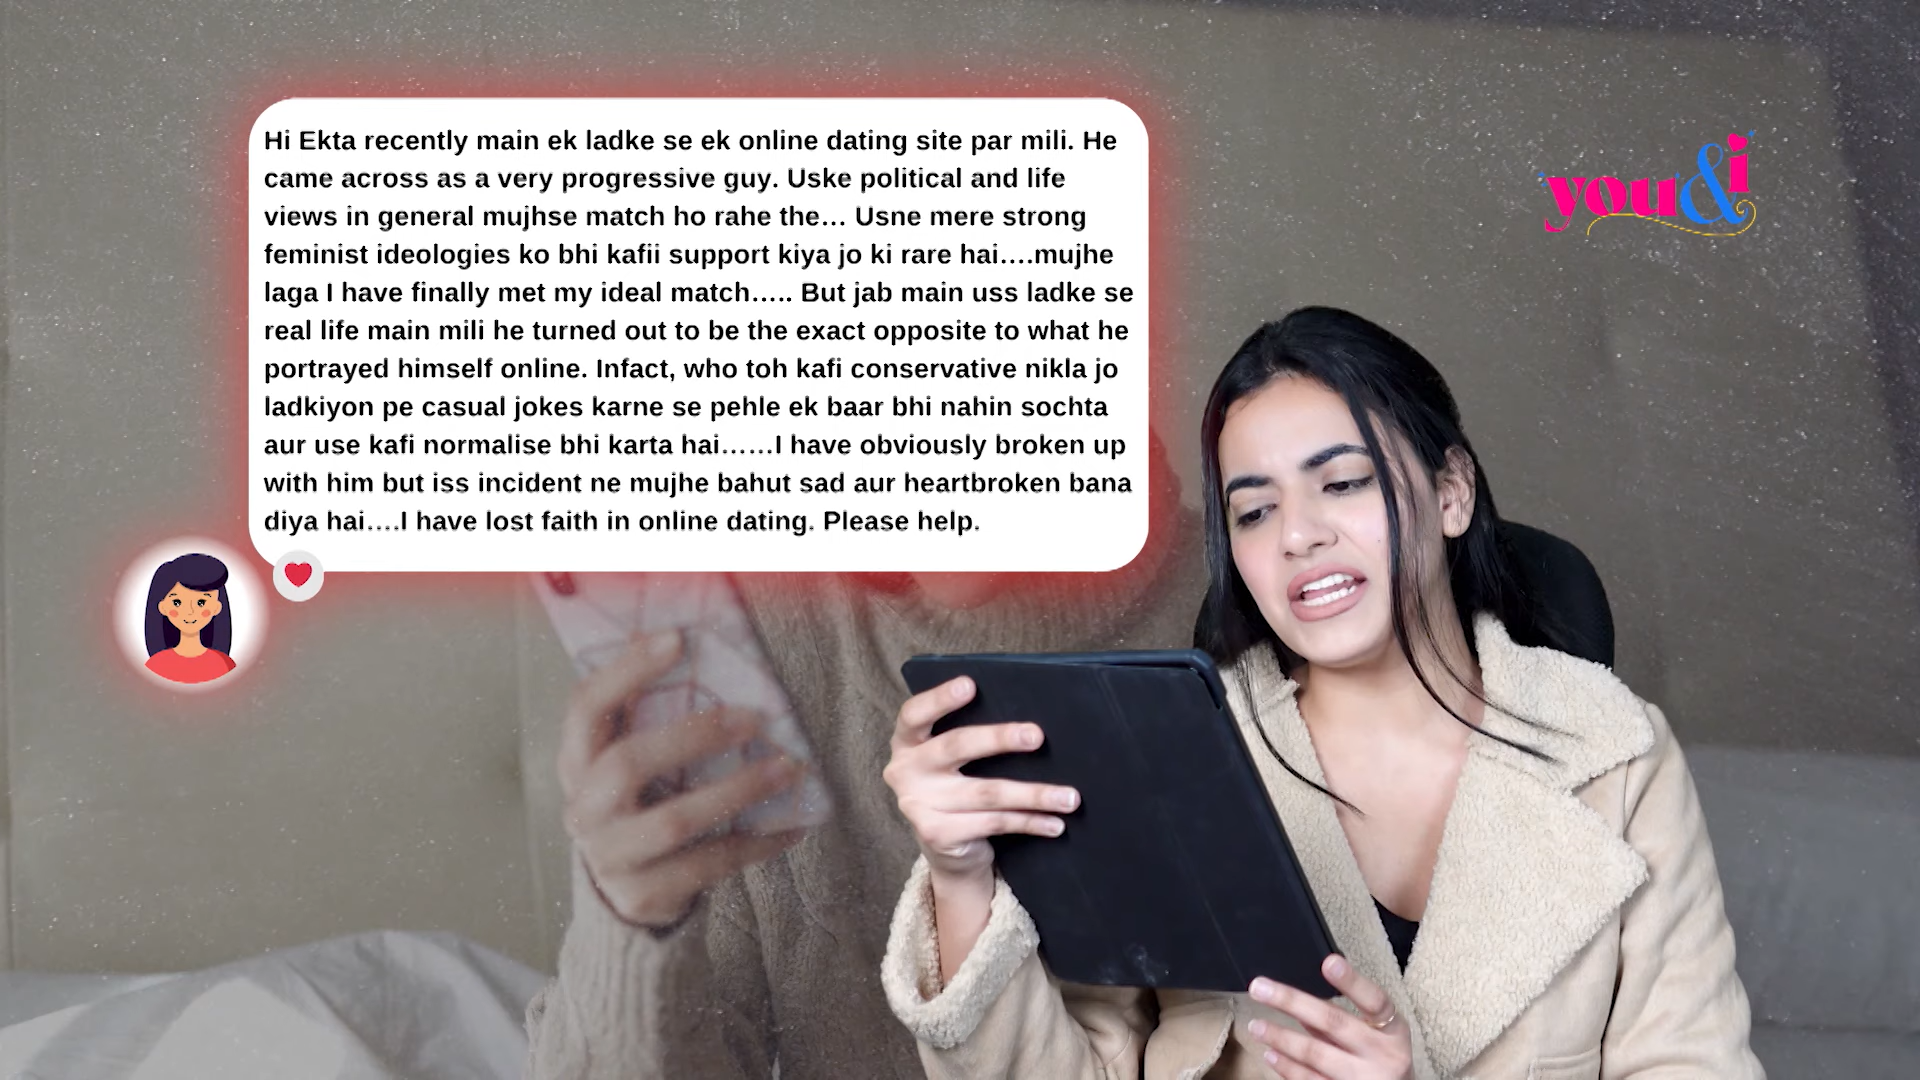 Hi Ekta recently main ek ladke se ek online dating site par mili. He
came across as a very progressive guy. Uske political and life
views in general mujhse match ho rahe the... Usne mere strong
feminist ideologies ko bhi kafii support kiya jo ki rare hai....mujhe
laga I have finally met my ideal match..... But jab main uss ladke se
real life main mili he turned out to be the exact opposite to what he
portrayed himself online. Infact, who toh kafi conservative nikla jo
ladkiyon pe casual jokes karne se pehle ek baar bhi nahin sochta
aur use kafi normalise bhi karta hai......I have obviously broken up
with him but iss incident ne mujhe bahut sad aur heartbroken bana
diya hai....I have lost faith in online dating. Please help.
you&i